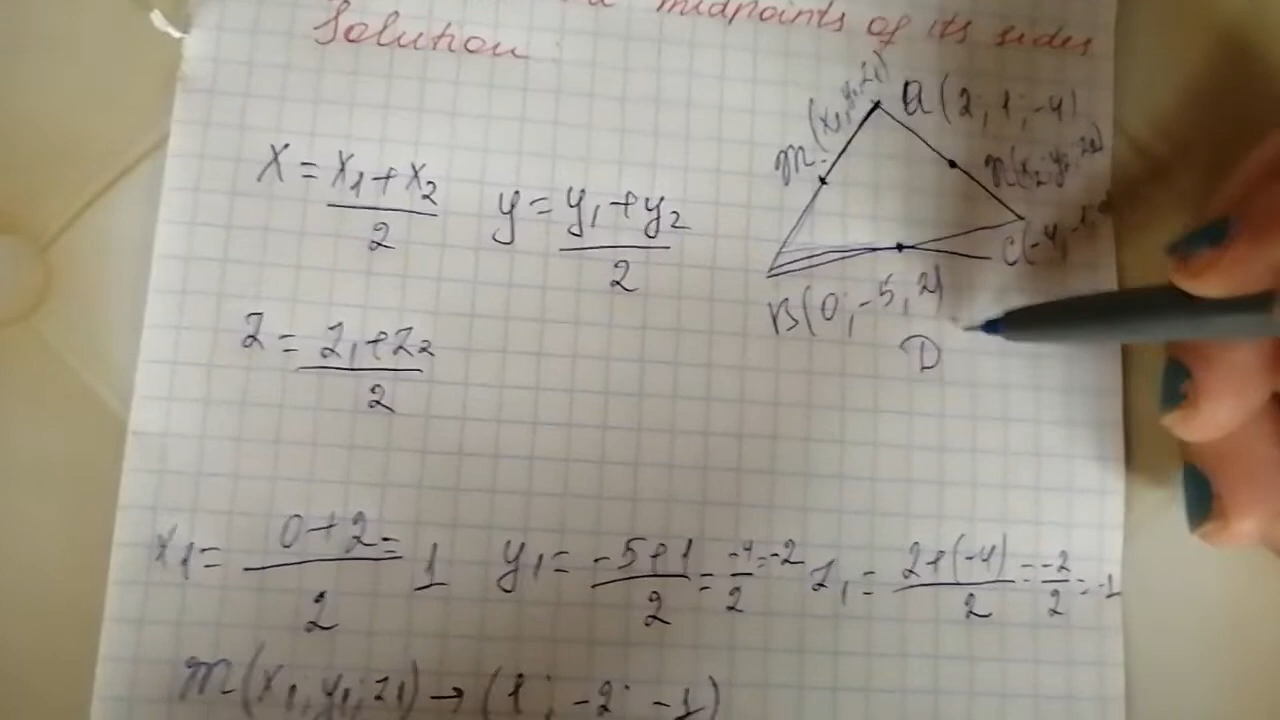 midpoints of its sides
Solution
x = x₁+x₂/2 y = y₁+y₂/2
z = z₁+z₂/2
m(x₁, y₁, z₁) a(2, 1; -4)
n(x₂; y₂; z₂)
C(-4,
B(0; -5, 2)
D
x₁ = 0+2/2 = 1 y₁ = -5+1/2 = -4/2 = -2 z₁ = 2+(-4)/2 = -2/2 = -1
m(x₁, y₁, z₁) → (1; -2; -1)